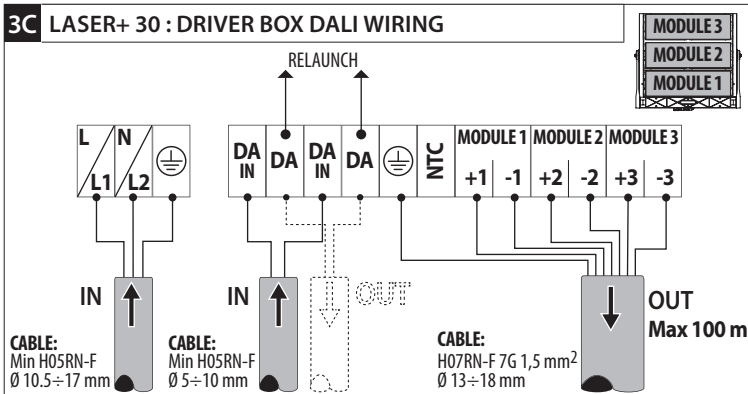 3C LASER+ 30 : DRIVER BOX DALI WIRING
MODULE 3
MODULE 2
MODULE 1
RELAUNCH
L N
L1 L2
DA IN DA DA IN DA NTC
MODULE 1 MODULE 2 MODULE 3
+1 -1 +2 -2 +3 -3
IN
IN
OUT
OUT
Max 100 m
CABLE:
Min H05RN-F
Ø 10.5÷17 mm
CABLE:
Min H05RN-F
Ø 5÷10 mm
CABLE:
H07RN-F 7G 1,5 mm²
Ø 13÷18 mm